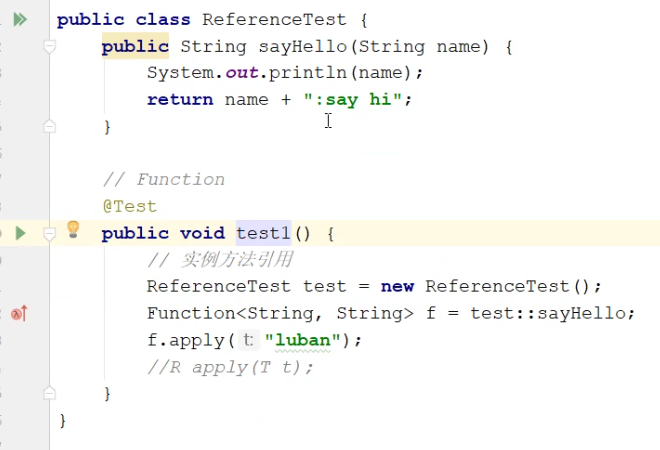 public class ReferenceTest {
public String sayHello(String name) {
System.out.println(name);
return name + ":say hi";
}
// Function
@Test
public void test1() {
// 实例方法引用
ReferenceTest test = new ReferenceTest();
Function<String, String> f = test::sayHello;
f.apply( t: "luban");
//R apply(T t);
}
}